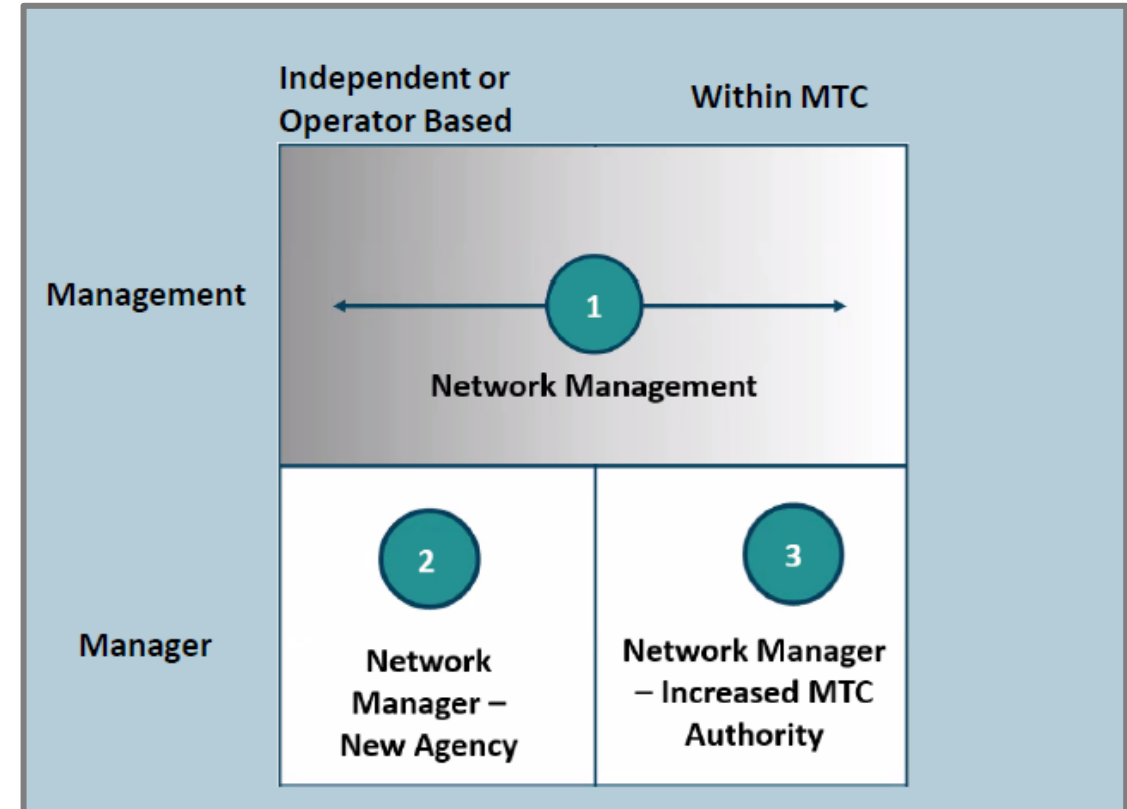 Independent or
Operator Based
Within MTC
Management
1
Network Management
Manager
2
Network
Manager –
New Agency
3
Network Manager
– Increased MTC
Authority